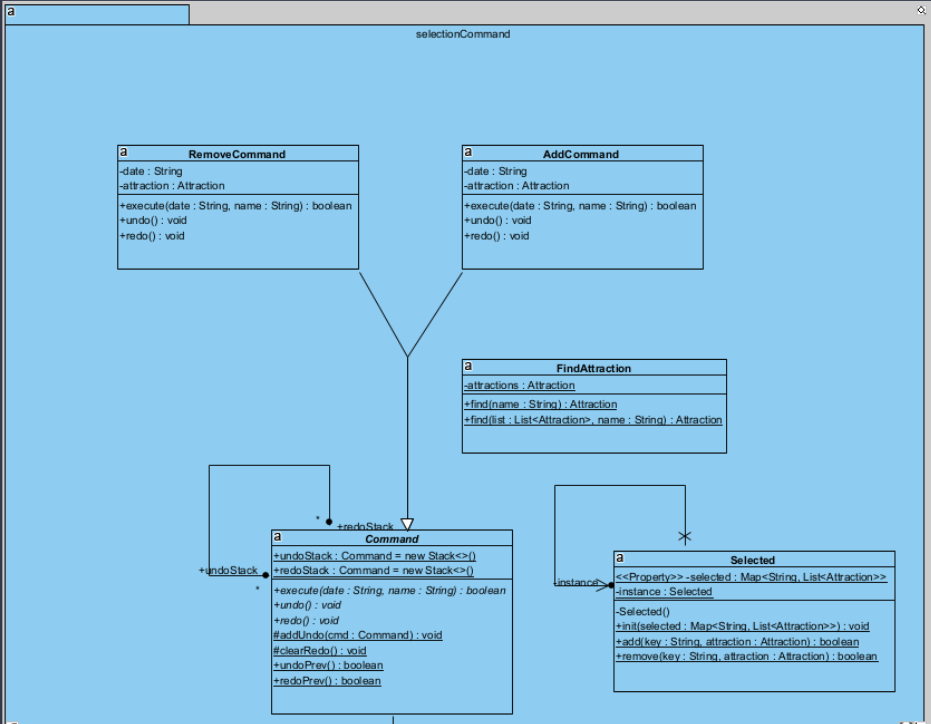 a
selectionCommand
a
RemoveCommand
-date : String
-attraction : Attraction
+execute(date : String, name : String) : boolean
+undo() : void
+redo() : void
a
AddCommand
-date : String
-attraction : Attraction
+execute(date : String, name : String) : boolean
+undo() : void
+redo() : void
a
FindAttraction
-attractions : Attraction
+find(name : String) : Attraction
+find(list : List<Attraction>, name : String) : Attraction
*
+redoStack
+undoStack
*
a
Command
+undoStack : Command = new Stack<>()
+redoStack : Command = new Stack<>()
+execute(date : String, name : String) : boolean
+undo() : void
+redo() : void
#addUndo(cmd : Command) : void
#clearRedo() : void
+undoPrev() : boolean
+redoPrev() : boolean
-instance
a
Selected
<<Property>> -selected : Map<String, List<Attraction>>
-instance : Selected
-Selected()
+init(selected : Map<String, List<Attraction>>) : void
+add(key : String, attraction : Attraction) : boolean
+remove(key : String, attraction : Attraction) : boolean